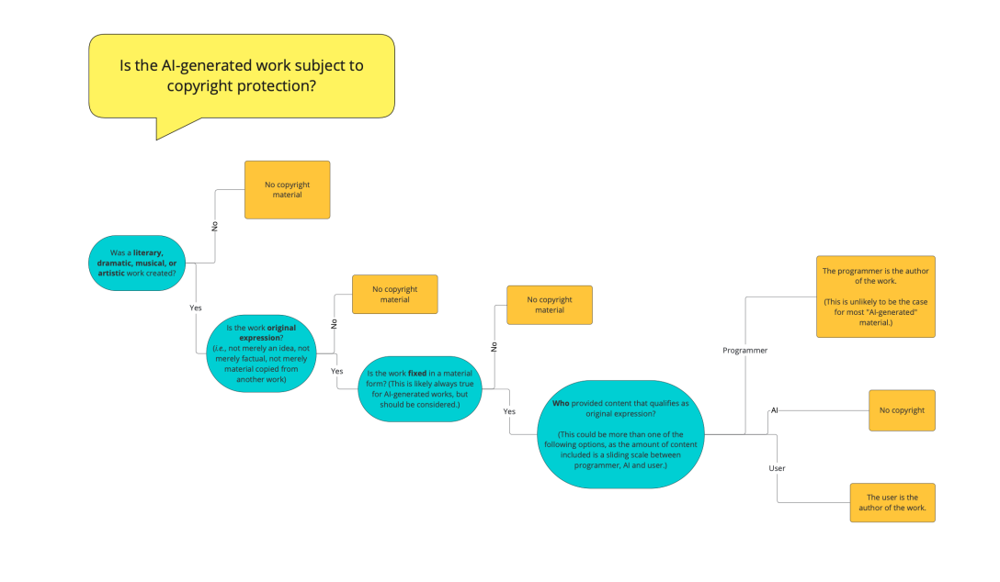 Is the AI-generated work subject to
copyright protection?
No copyright
material
No
Was a literary,
dramatic, musical, or
artistic work created?
Yes
No copyright
material
No
Is the work original
expression?
(i.e., not merely an idea, not
merely factual, not merely
material copied from
another work)
Yes
No copyright
material
No
Is the work fixed in a material
form? (This is likely always true
for AI-generated works, but
should be considered.)
Yes
Who provided content that qualifies as
original expression?
(This could be more than one of the
following options, as the amount of content
included is a sliding scale between
programmer, AI and user.)
Programmer
The programmer is the author
of the work.
(This is unlikely to be the case
for most "AI-generated"
material.)
AI
No copyright
User
The user is the
author of the work.